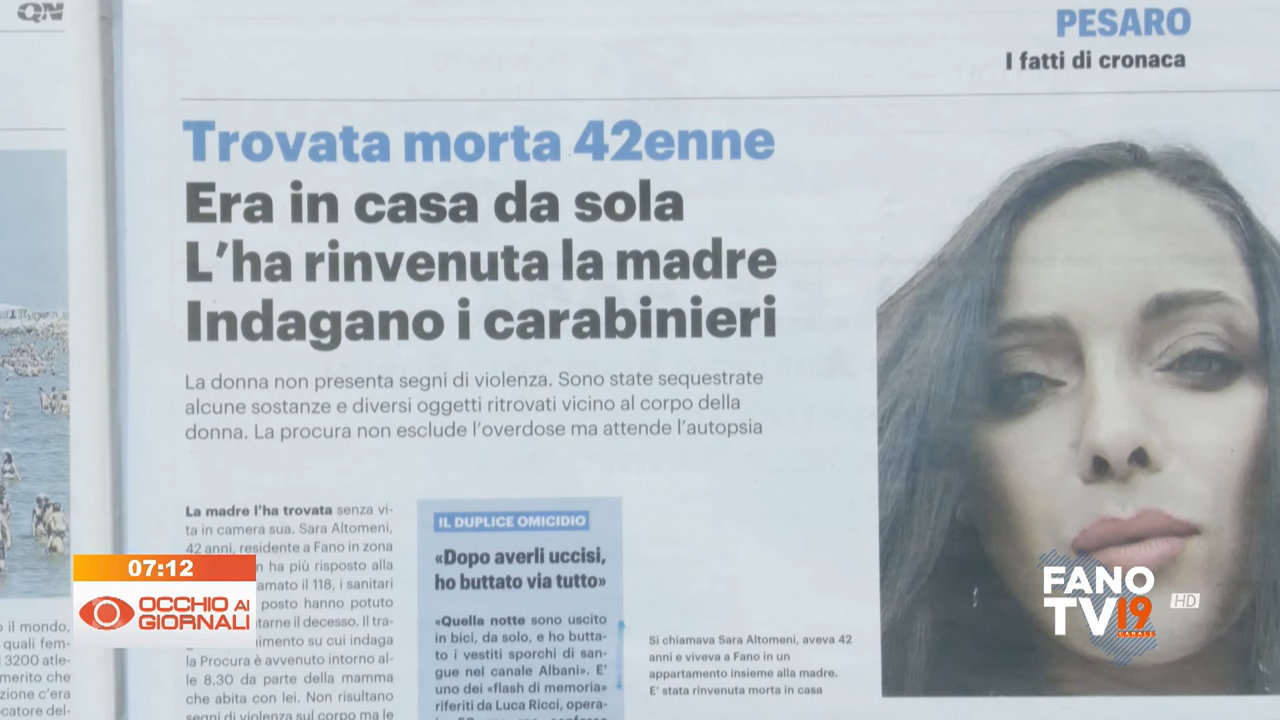 QN
PESARO
I fatti di cronaca
Trovata morta 42enne
Era in casa da sola
L'ha rinvenuta la madre
Indagano i carabinieri
La donna non presenta segni di violenza. Sono state sequestrate
alcune sostanze e diversi oggetti ritrovati vicino al corpo della
donna. La procura non esclude l'overdose ma attende l'autopsia
La madre l'ha trovata senza vi-
ta in camera sua. Sara Altomeni,
42 anni, residente a Fano in zona
n ha più risposto alla
amato il 118, i sanitari
posto hanno potuto
tarne il decesso. Il tra-
imento su cui indaga
la Procura è avvenuto intorno al-
le 8.30 da parte della mamma
che abita con lei. Non risultano
segni di violenza sul corpo ma le
IL DUPLICE OMICIDIO
«Dopo averli uccisi,
ho buttato via tutto»
«Quella notte sono uscito
in bici, da solo, e ho butta-
to i vestiti sporchi di san-
gue nel canale Albani». E'
uno dei «flash di memoria»
riferiti da Luca Ricci, opera-
Si chiamava Sara Altomeni, aveva 42
anni e viveva a Fano in un
appartamento insieme alla madre.
E' stata rinvenuta morta in casa
o il mondo,
quali fem-
3200 atle-
merito che
zione c'era
catore del-
07:12
OCCHIO AI
GIORNALI
FANO
TV19
CANALE
HD